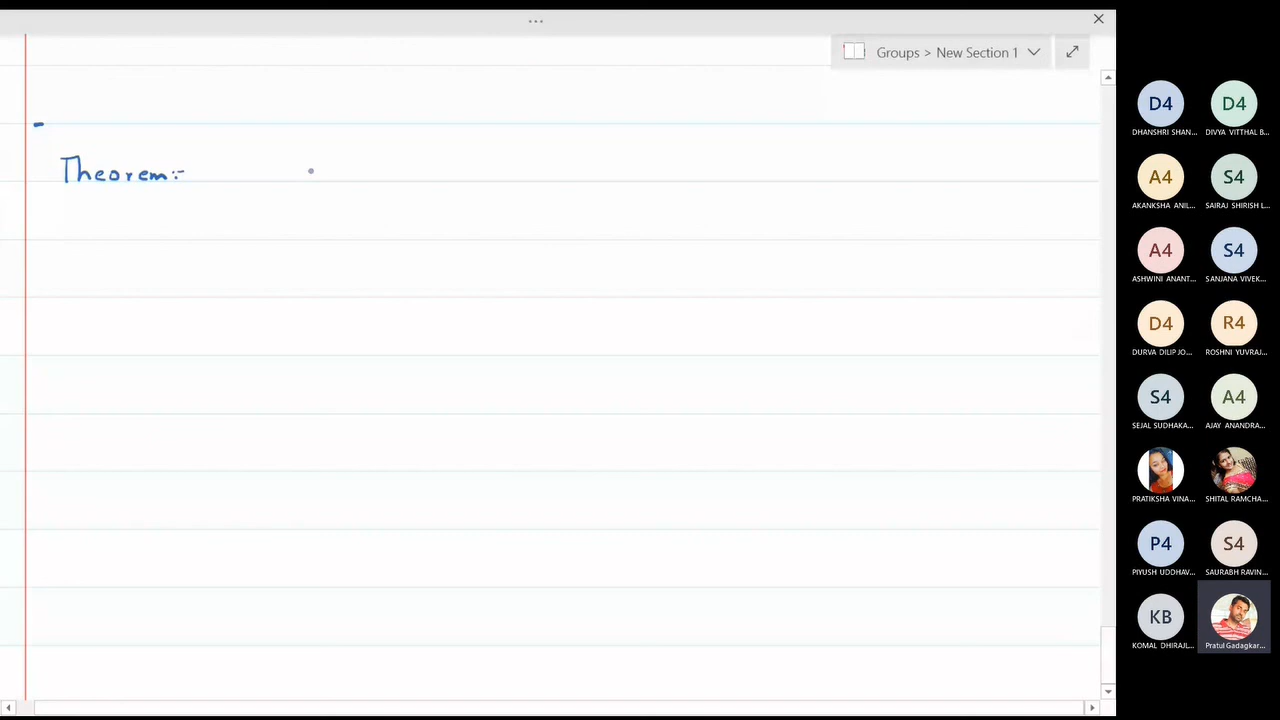 ...
Groups > New Section 1
Theorem:-
D4 D4
DHANSHRI SHAN... DIVYA VITTHAL B...
A4 S4
AKANKSHA ANIL... SAIRAJ SHIRISH L...
A4 S4
ASHWINI ANANT... SANJANA VIVEK...
D4 R4
DURVA DILIP JO... ROSHNI YUVRAJ...
S4 A4
SEJAL SUDHAKA... AJAY ANANDRA...
PRATIKSHA VINA... SHITAL RAMCHA...
P4 S4
PIYUSH UDDHAV... SAURABH RAVIN...
KB
KOMAL DHIRAJL... Pratul Gadagkar...